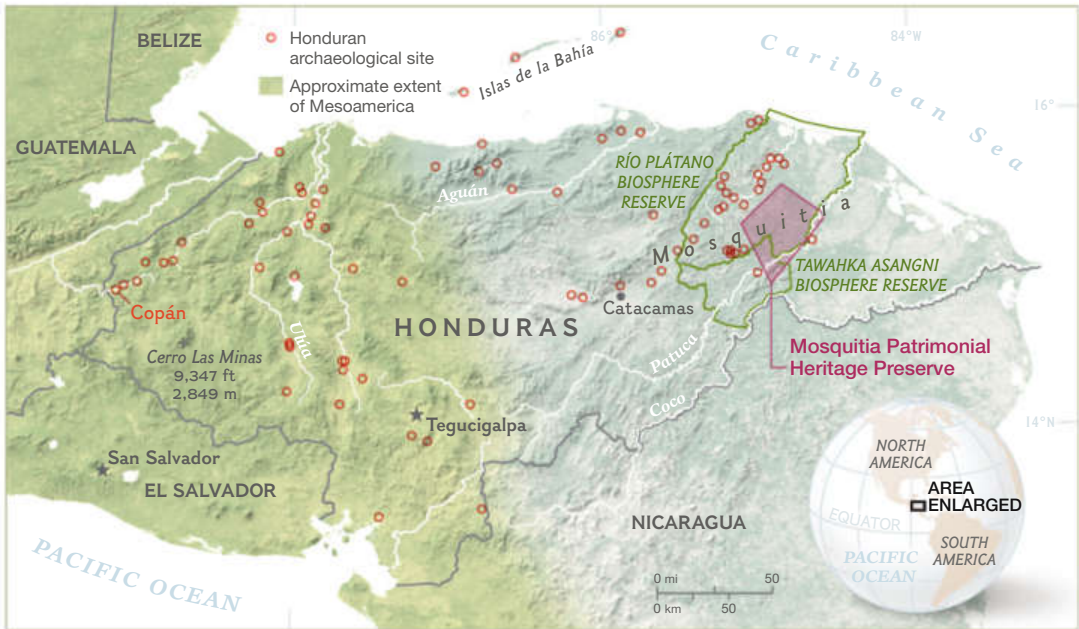 BELIZE
Honduran
archaeological site
Approximate extent
of Mesoamerica
86°
84°W
Islas de la Bahía
Caribbean Sea
16°
GUATEMALA
RÍO PLÁTANO
BIOSPHERE
RESERVE
Aguán
Mosquitia
TAWAHKA ASANGNI
BIOSPHERE RESERVE
Copán
Catacamas
HONDURAS
Ulúa
Cerro Las Minas
9,347 ft
2,849 m
Patuca
Mosquitia Patrimonial
Heritage Preserve
Coco
Tegucigalpa
14°N
San Salvador
EL SALVADOR
NICARAGUA
PACIFIC OCEAN
0 mi 50
0 km 50
NORTH
AMERICA
AREA
ENLARGED
EQUATOR
SOUTH
AMERICA
PACIFIC
OCEAN